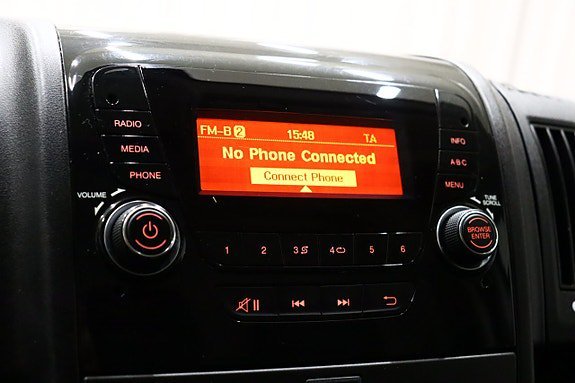 RADIO
MEDIA
PHONE
VOLUME
FM-B 2 15:48 TA
No Phone Connected
Connect Phone
INFO
A B C
MENU
TUNE
SCROLL
BROWSE
ENTER
1 2 3 4 5 6